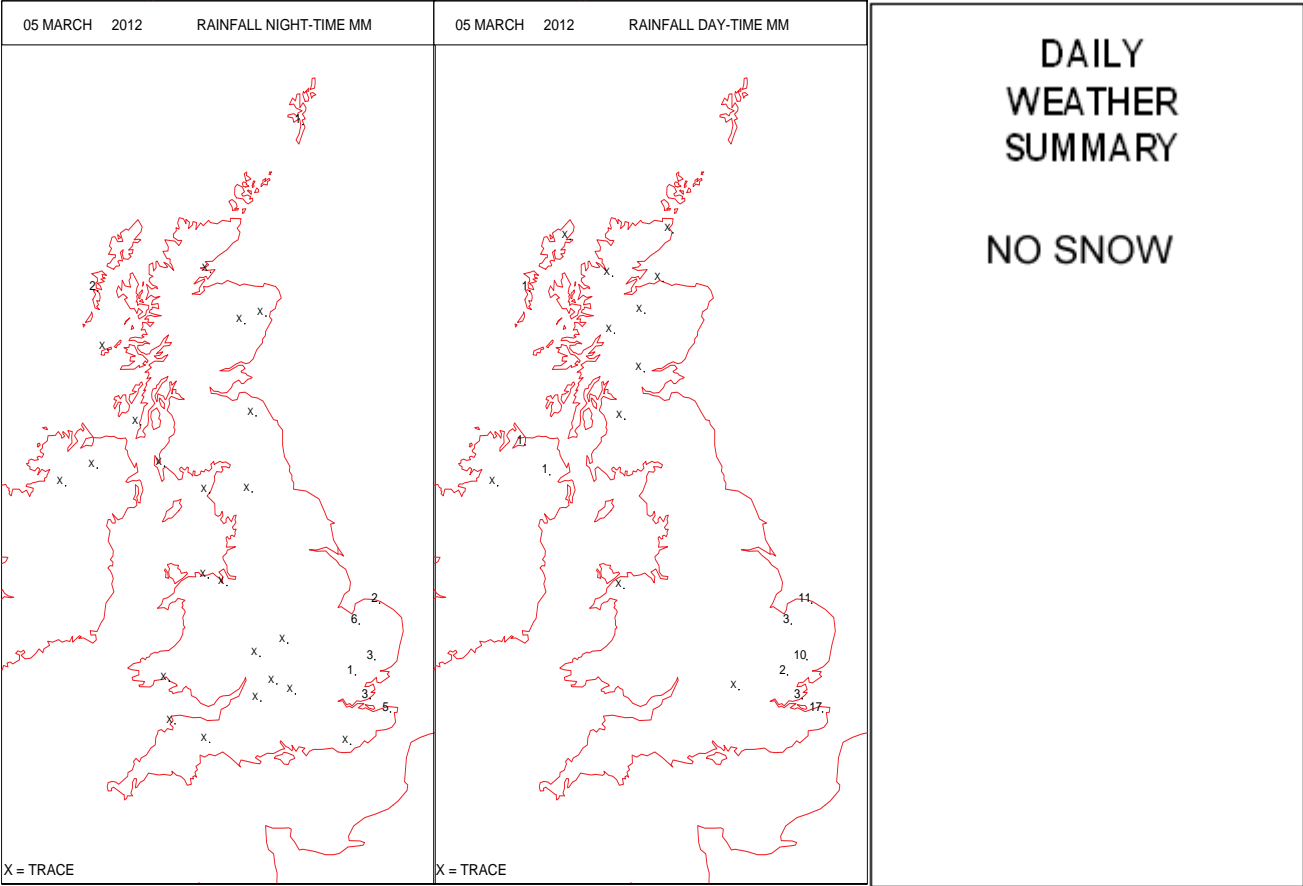 05 MARCH 2012 RAINFALL NIGHT-TIME MM
1.
X.
2.
X.
X.
X.
X.
X.
X.
X.
X.
X.
X.
X.
X.
2.
6.
X.
X.
3.
1.
X.
X.
X.
X.
3.
5.
X.
X.
X.
X = TRACE
05 MARCH 2012 RAINFALL DAY-TIME MM
X.
X.
X.
X.
1.
X.
X.
X.
X.
1.
1.
X.
X.
11.
3.
10.
2.
X.
3.
17.
X = TRACE
DAILY
WEATHER
SUMMARY
NO SNOW